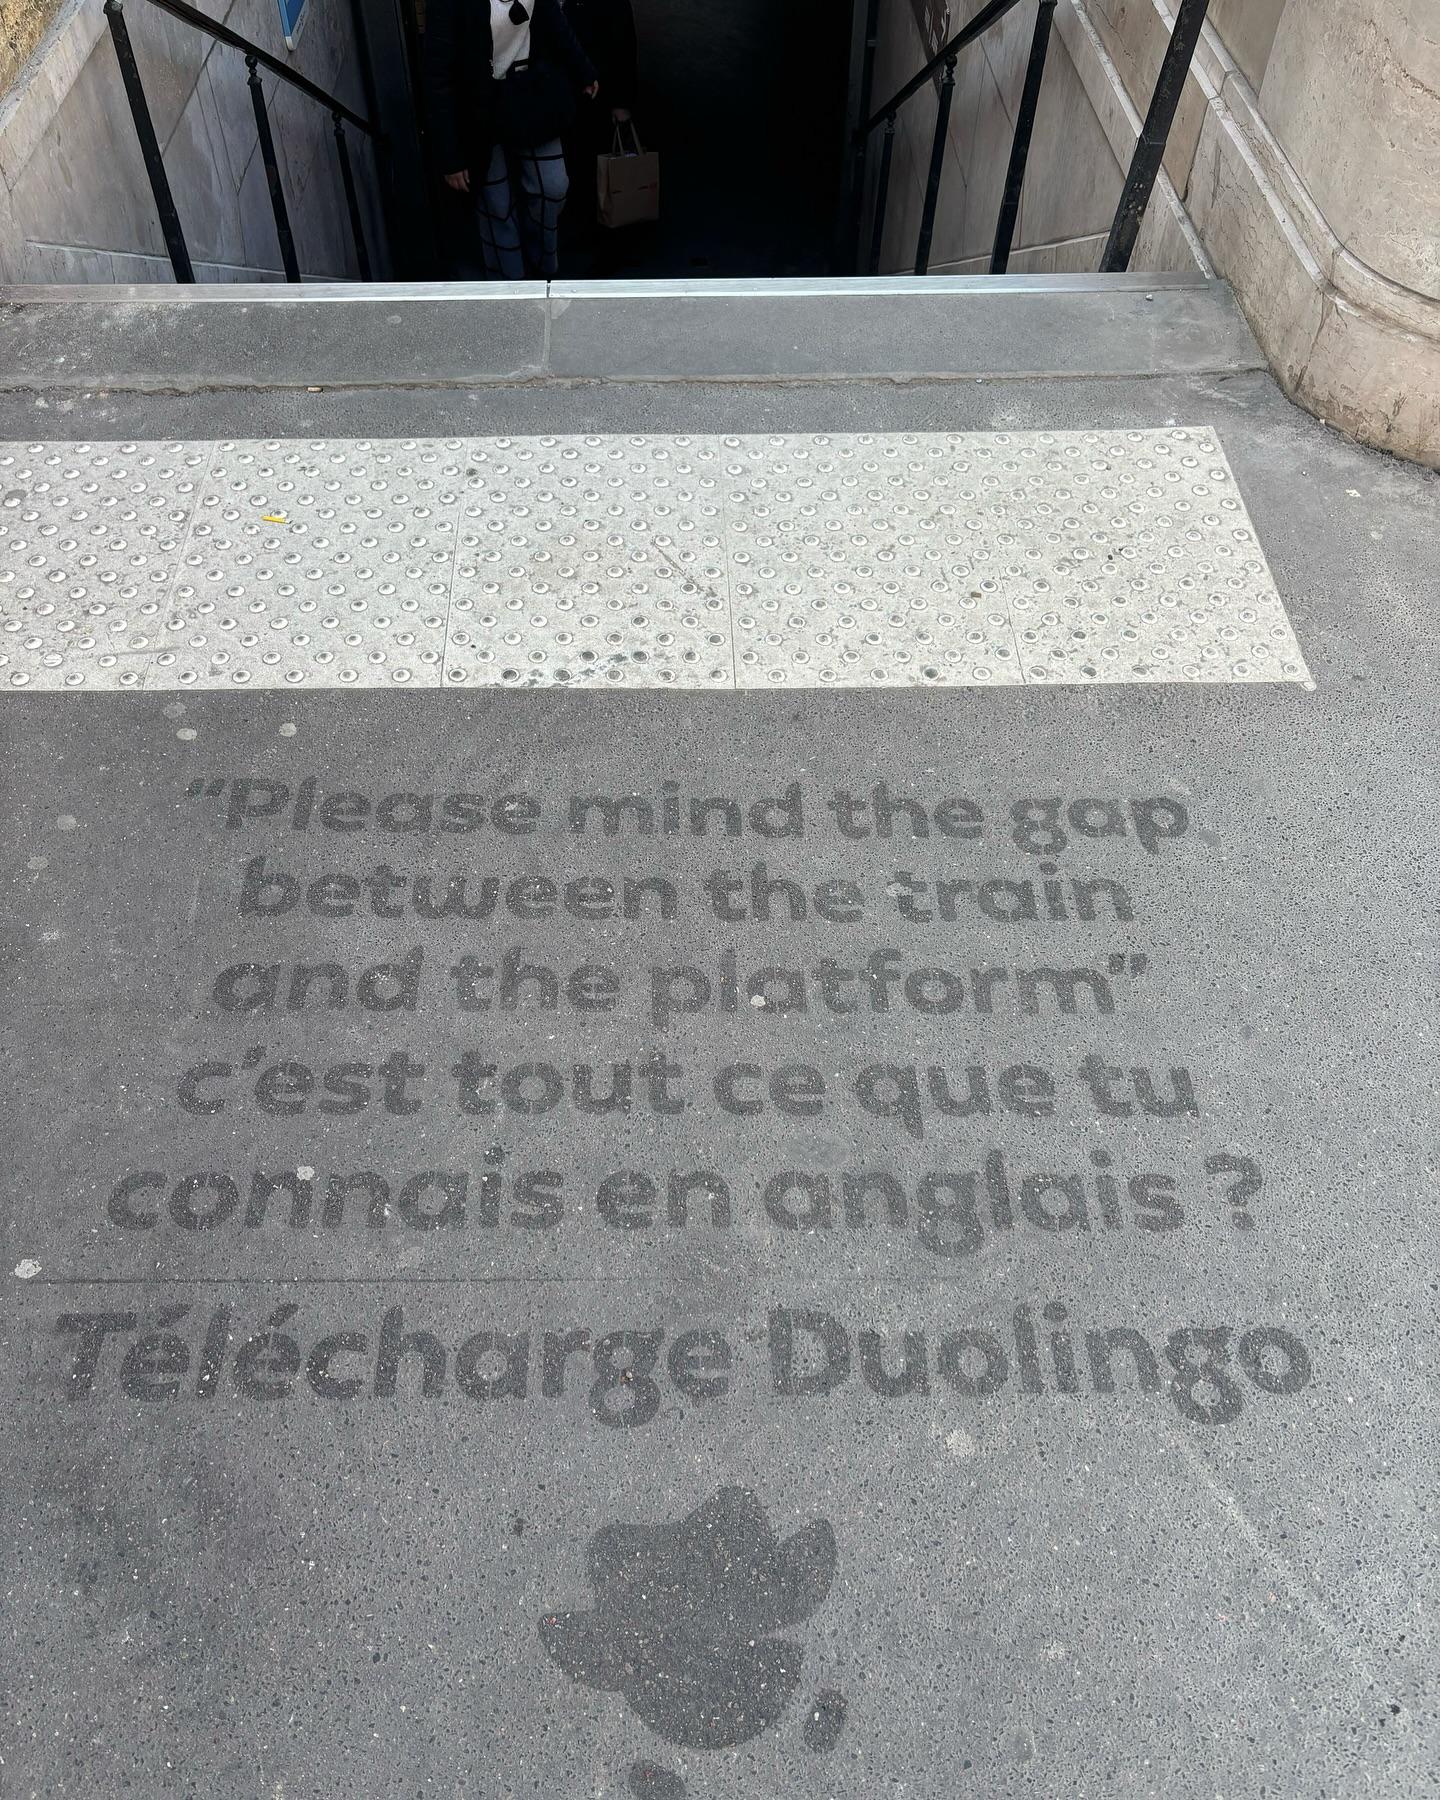 “Please mind the gap
between the train
and the platform”
c'est tout ce que tu
connais en anglais ?
Télécharge Duolingo